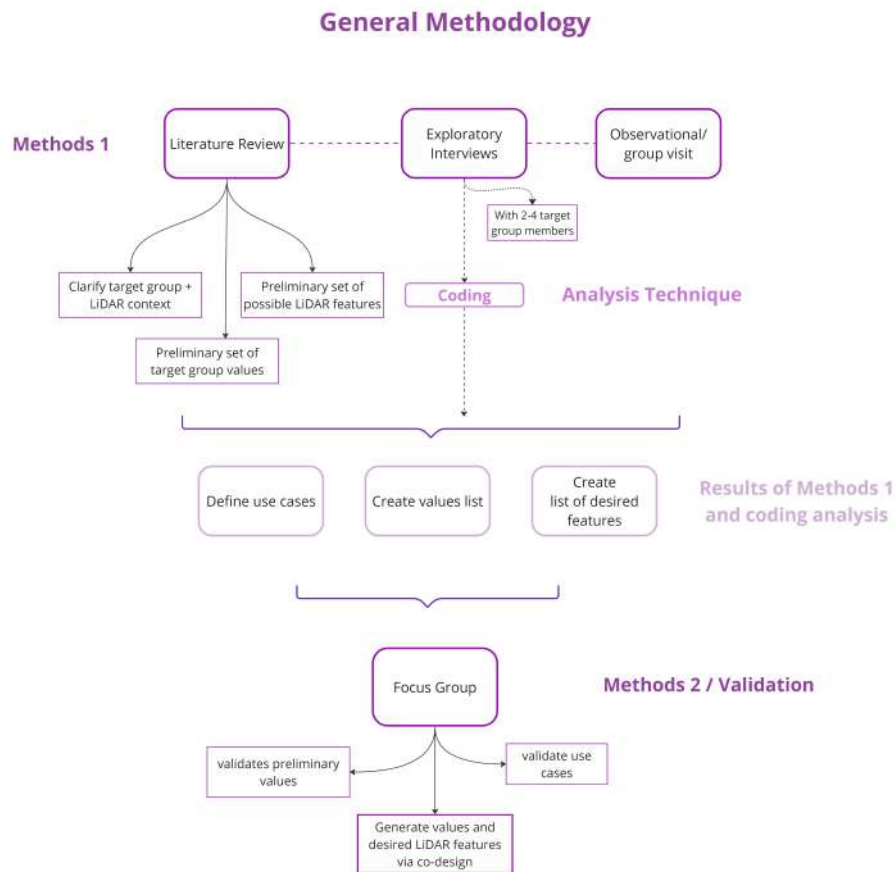 General Methodology
Methods 1
Literature Review
Exploratory
Interviews
Observational/
group visit
With 2-4 target
group members
Clarify target group +
LiDAR context
Preliminary set of
possible LiDAR features
Coding
Analysis Technique
Preliminary set of
target group values
Define use cases
Create values list
Create
list of desired
features
Results of Methods 1
and coding analysis
Focus Group
Methods 2 / Validation
validates preliminary
values
validate use
cases
Generate values and
desired LiDAR features
via co-design